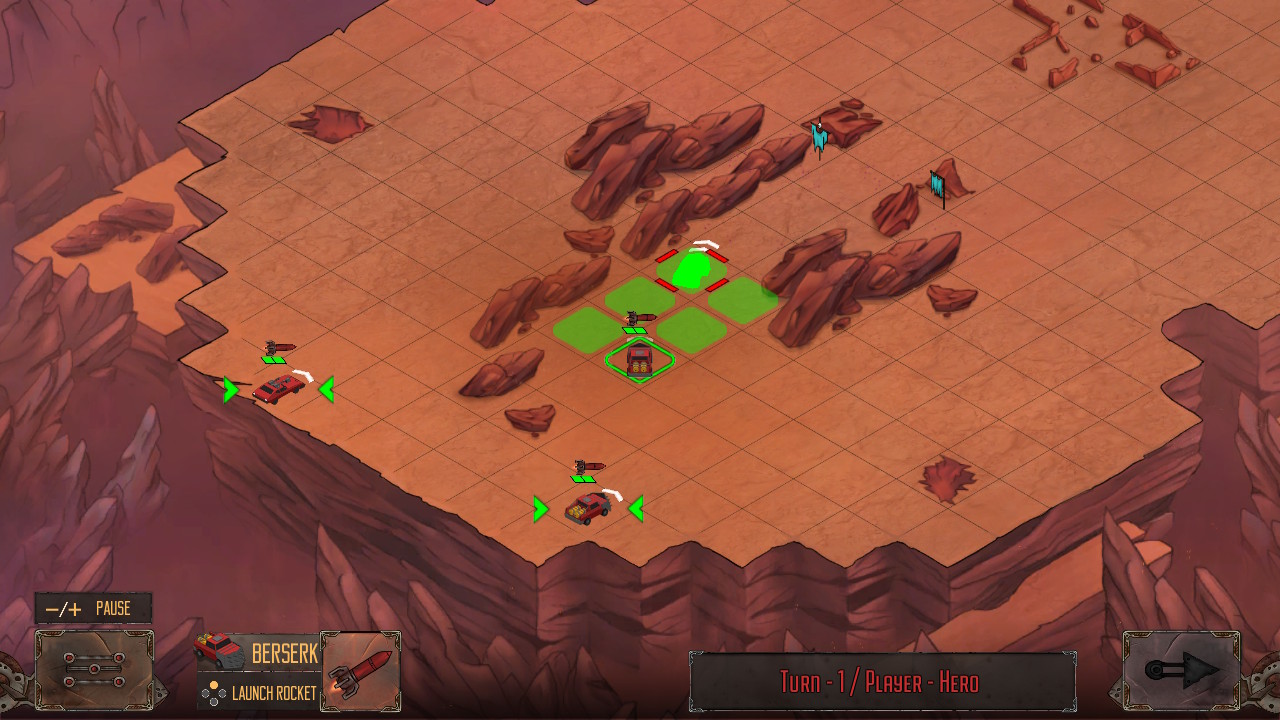 −/+ PAUSE
BERSERK
LAUNCH ROCKET
TURN - 1 / PLAYER - HERO